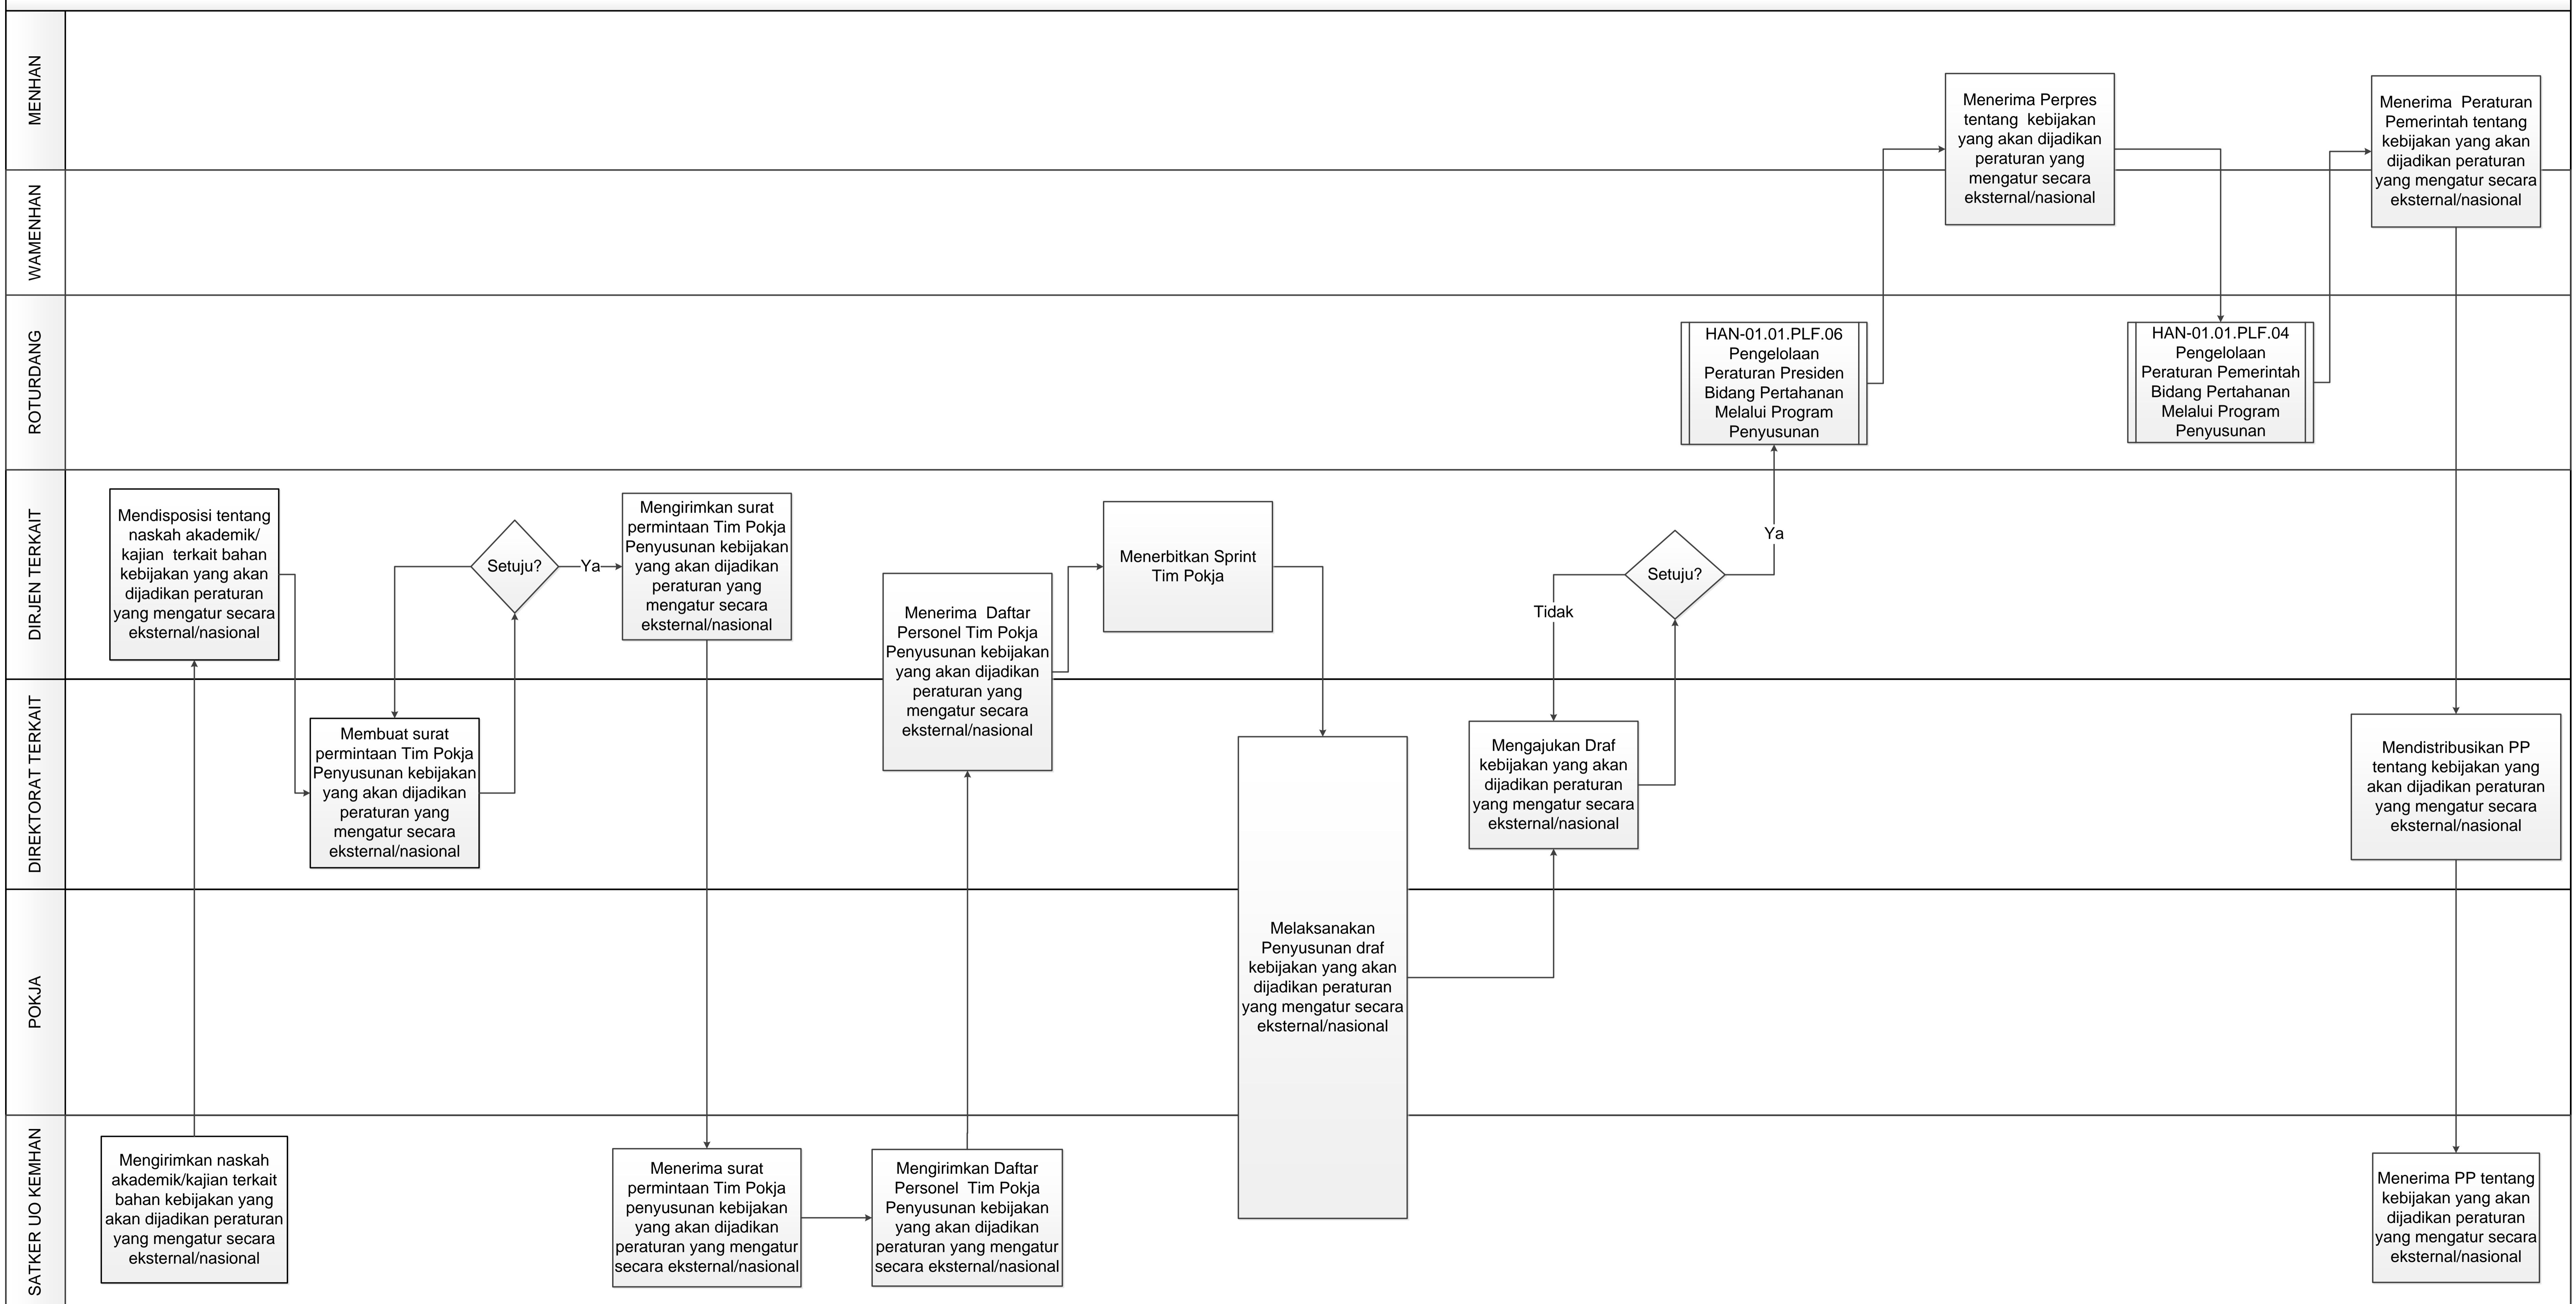 MENHAN
Menerima Perpres
tentang kebijakan
yang akan dijadikan
peraturan yang
mengatur secara
eksternal/nasional
Menerima Peraturan
Pemerintah tentang
kebijakan yang akan
dijadikan peraturan
yang mengatur secara
eksternal/nasional
WAMENHAN
ROTURDANG
HAN-01.01.PLF.06
Pengelolaan
Peraturan Presiden
Bidang Pertahanan
Melalui Program
Penyusunan
HAN-01.01.PLF.04
Pengelolaan
Peraturan Pemerintah
Bidang Pertahanan
Melalui Program
Penyusunan
DIRJEN TERKAIT
Mendisposisi tentang
naskah akademik/
kajian terkait bahan
kebijakan yang akan
dijadikan peraturan
yang mengatur secara
eksternal/nasional
Setuju?
Ya
Mengirimkan surat
permintaan Tim Pokja
Penyusunan kebijakan
yang akan dijadikan
peraturan yang
mengatur secara
eksternal/nasional
Menerima Daftar
Personel Tim Pokja
Penyusunan kebijakan
yang akan dijadikan
peraturan yang
mengatur secara
eksternal/nasional
Menerbitkan Sprint
Tim Pokja
Tidak
Setuju?
Ya
DIREKTORAT TERKAIT
Membuat surat
permintaan Tim Pokja
Penyusunan kebijakan
yang akan dijadikan
peraturan yang
mengatur secara
eksternal/nasional
Mengajukan Draf
kebijakan yang akan
dijadikan peraturan
yang mengatur secara
eksternal/nasional
Mendistribusikan PP
tentang kebijakan yang
akan dijadikan peraturan
yang mengatur secara
eksternal/nasional
POKJA
Melaksanakan
Penyusunan draf
kebijakan yang akan
dijadikan peraturan
yang mengatur secara
eksternal/nasional
SATKER UO KEMHAN
Mengirimkan naskah
akademik/kajian terkait
bahan kebijakan yang
akan dijadikan peraturan
yang mengatur secara
eksternal/nasional
Menerima surat
permintaan Tim Pokja
penyusunan kebijakan
yang akan dijadikan
peraturan yang mengatur
secara eksternal/nasional
Mengirimkan Daftar
Personel Tim Pokja
Penyusunan kebijakan
yang akan dijadikan
peraturan yang mengatur
secara eksternal/nasional
Menerima PP tentang
kebijakan yang akan
dijadikan peraturan
yang mengatur secara
eksternal/nasional